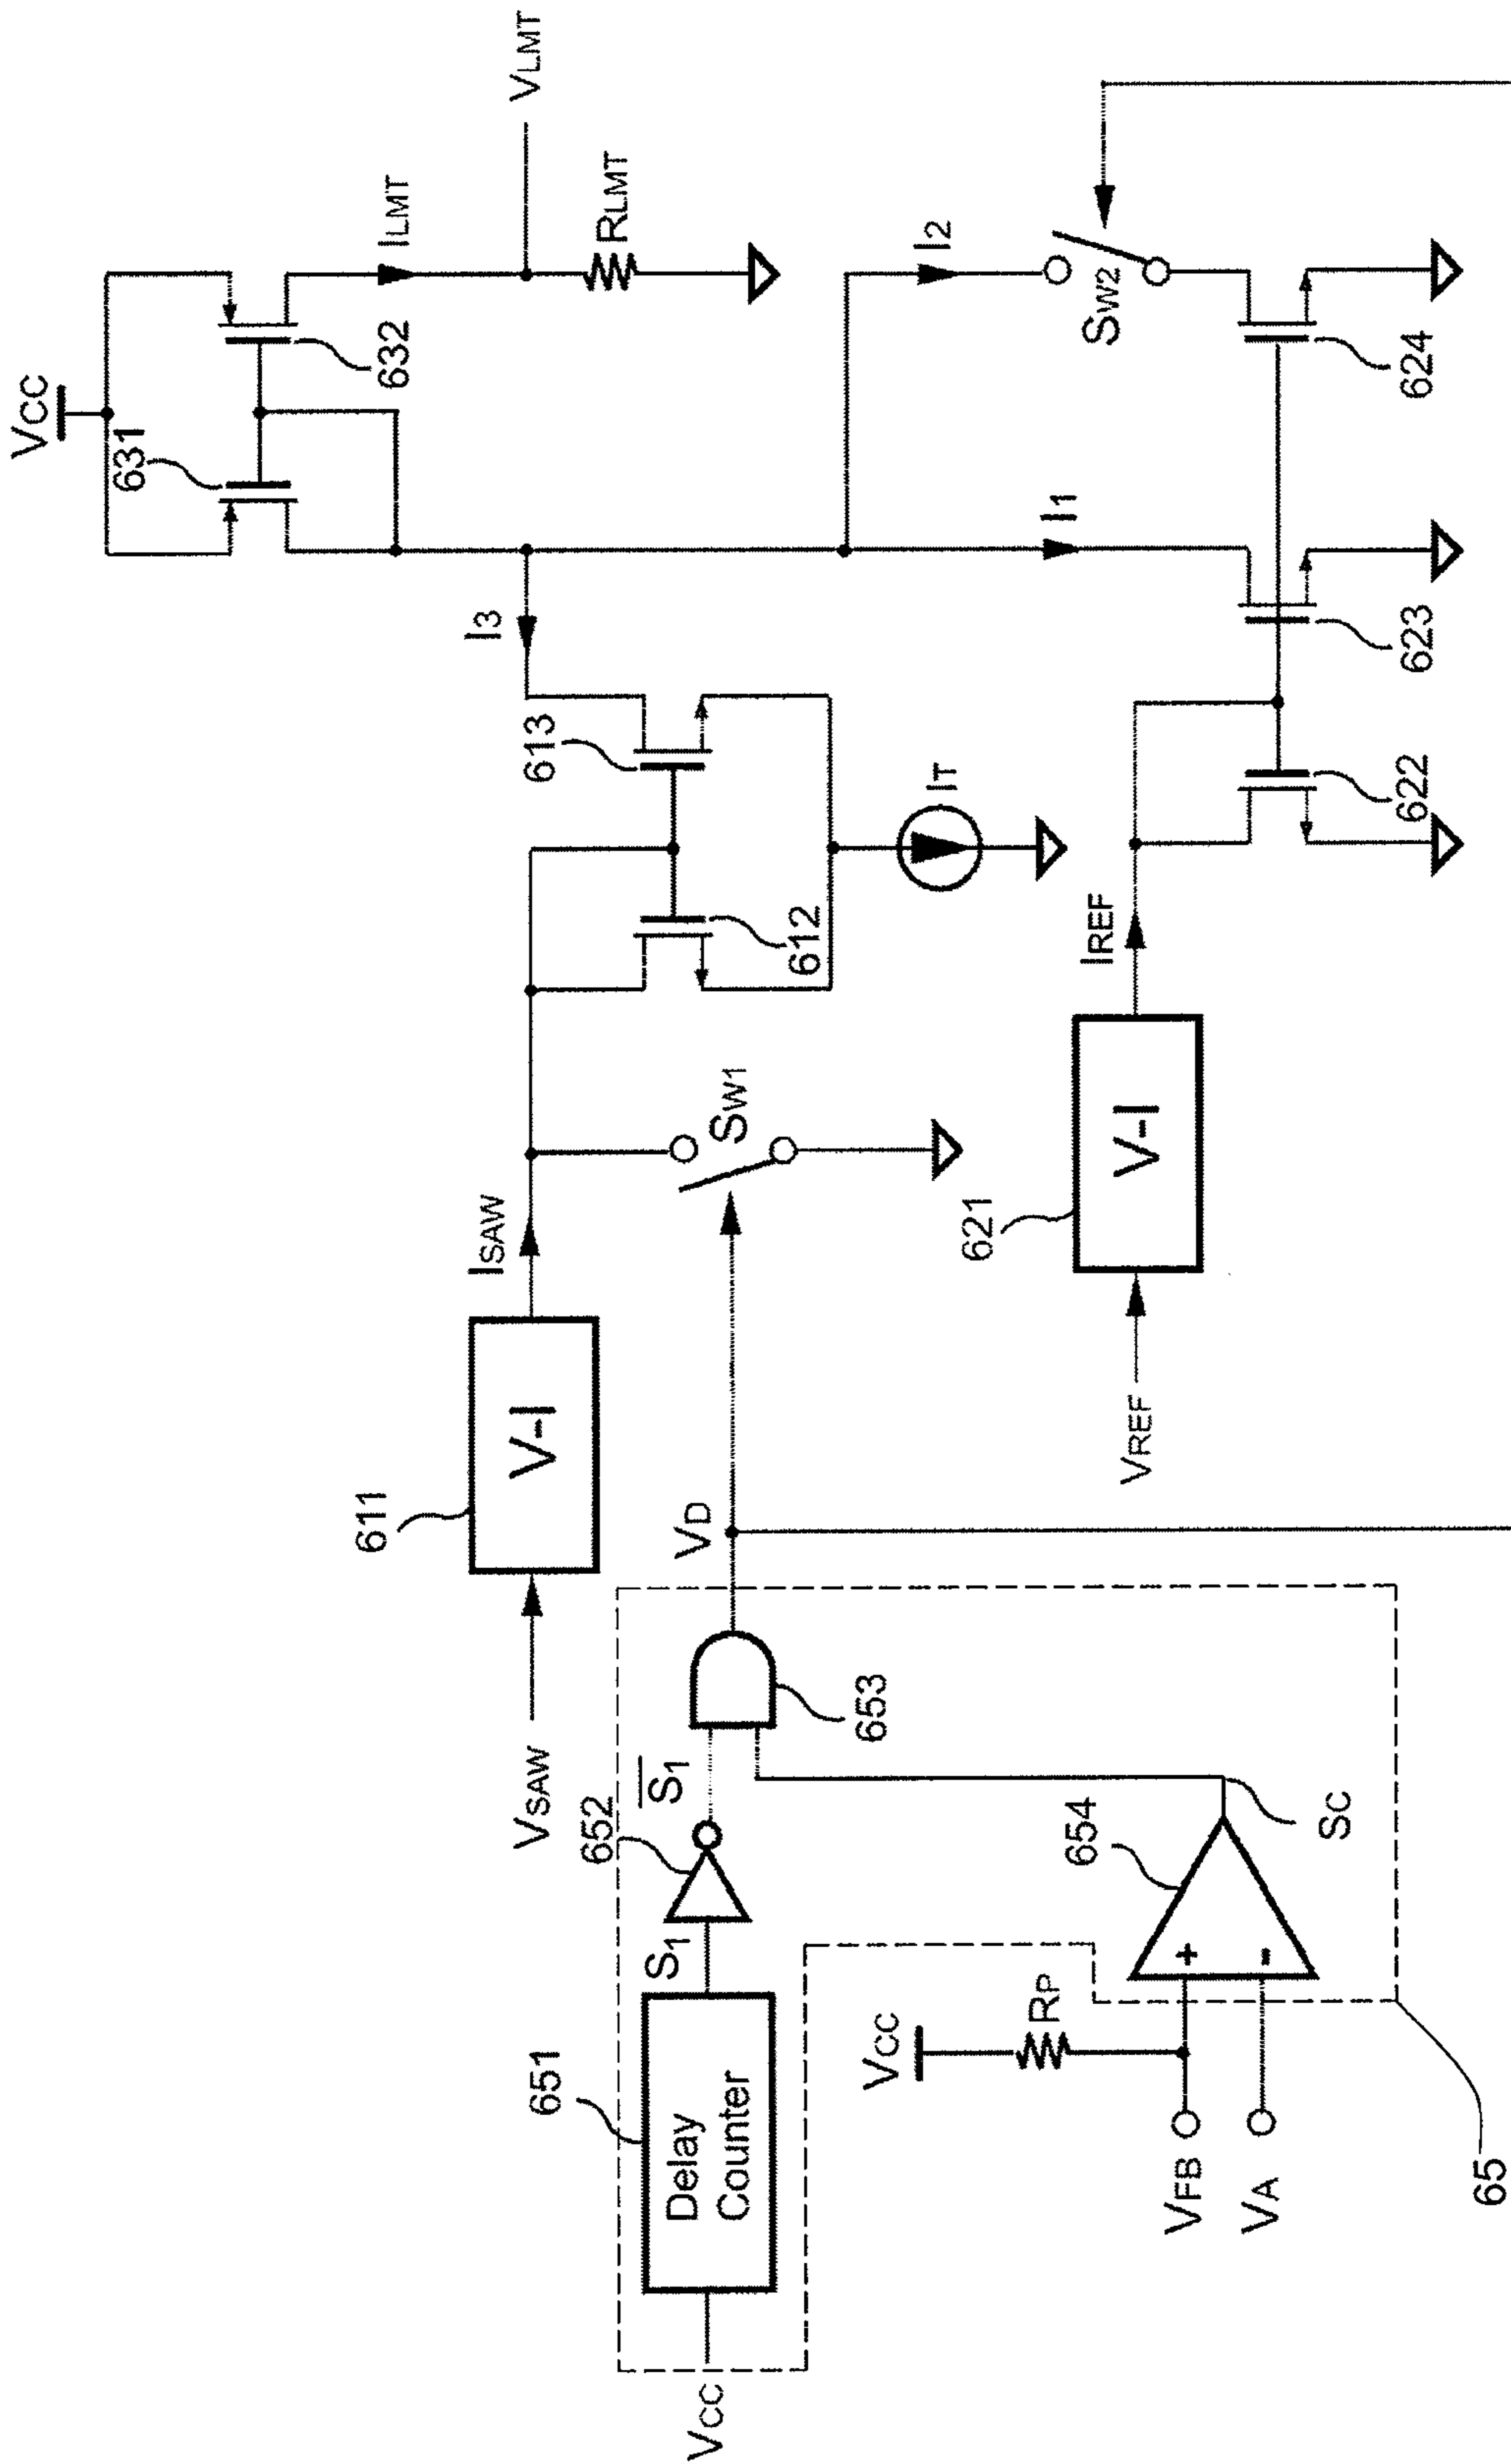 VCC
631
632
ILMT
VLMT
RLMT
I3
I1
I2
SW2
613
612
IT
611
VSAW
V-I
ISAW
SW1
VD
621
VREF
V-I
IREF
622
623
624
VCC
651
Delay
Counter
S1
652
S1
653
654
SC
VCC
RP
VFB
VA
+
-
65